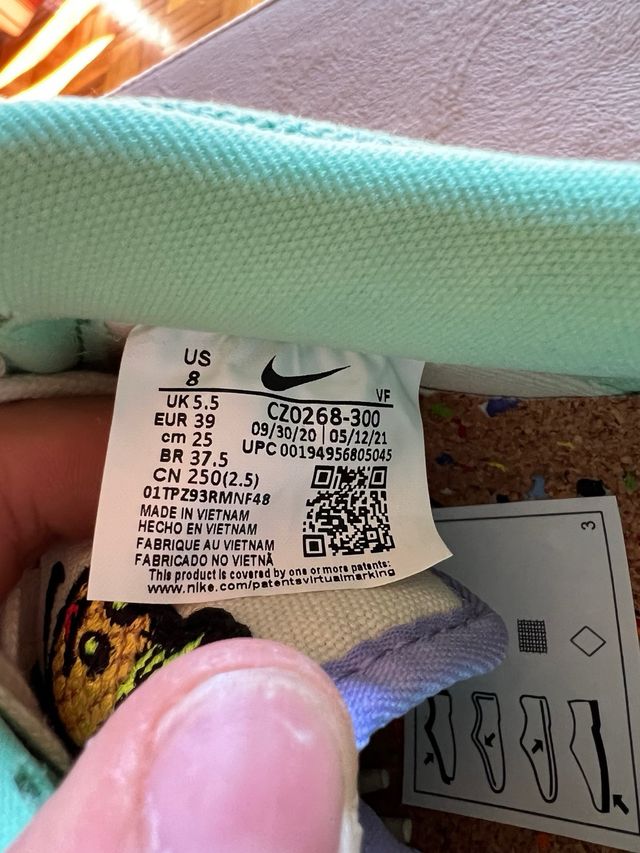 US
8
UK 5.5
EUR 39
cm 25
BR 37.5
CN 250(2.5)
01TPZ93RMNF48
MADE IN VIETNAM
HECHO EN VIETNAM
FABRIQUE AU VIETNAM
FABRICADO NO VIETNÃ
VF
CZ0268-300
09/30/20 | 05/12/21
UPC 00194956805045
This product is covered by one or more patents:
www.nike.com/patentsvirtualmarking
3